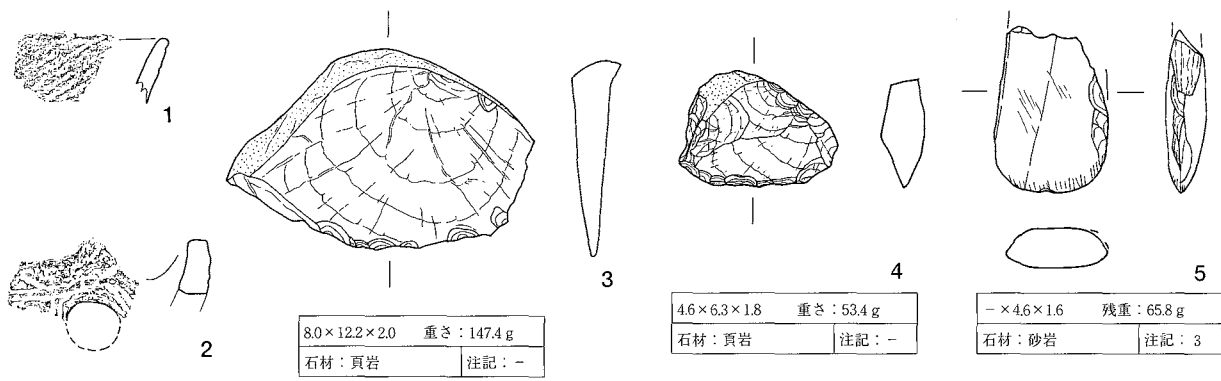 1
2
3
8.0×12.2×2.0 重さ：147.4 g
石材：頁岩 注記：－
4
4.6×6.3×1.8 重さ：53.4 g
石材：頁岩 注記：－
5
－×4.6×1.6 残重：65.8 g
石材：砂岩 注記：3